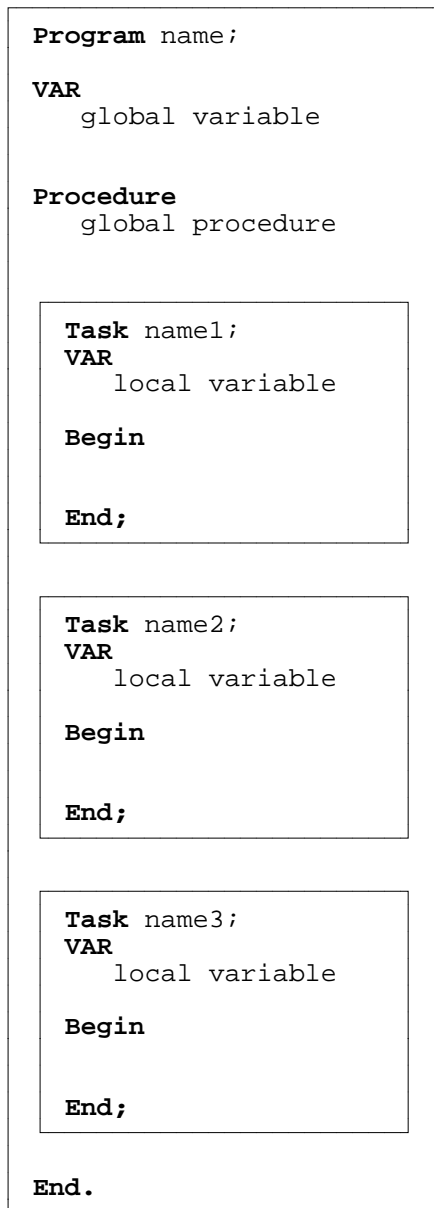 Program name;
VAR
global variable
Procedure
global procedure
Task name1;
VAR
local variable
Begin
End;
Task name2;
VAR
local variable
Begin
End;
Task name3;
VAR
local variable
Begin
End;
End.